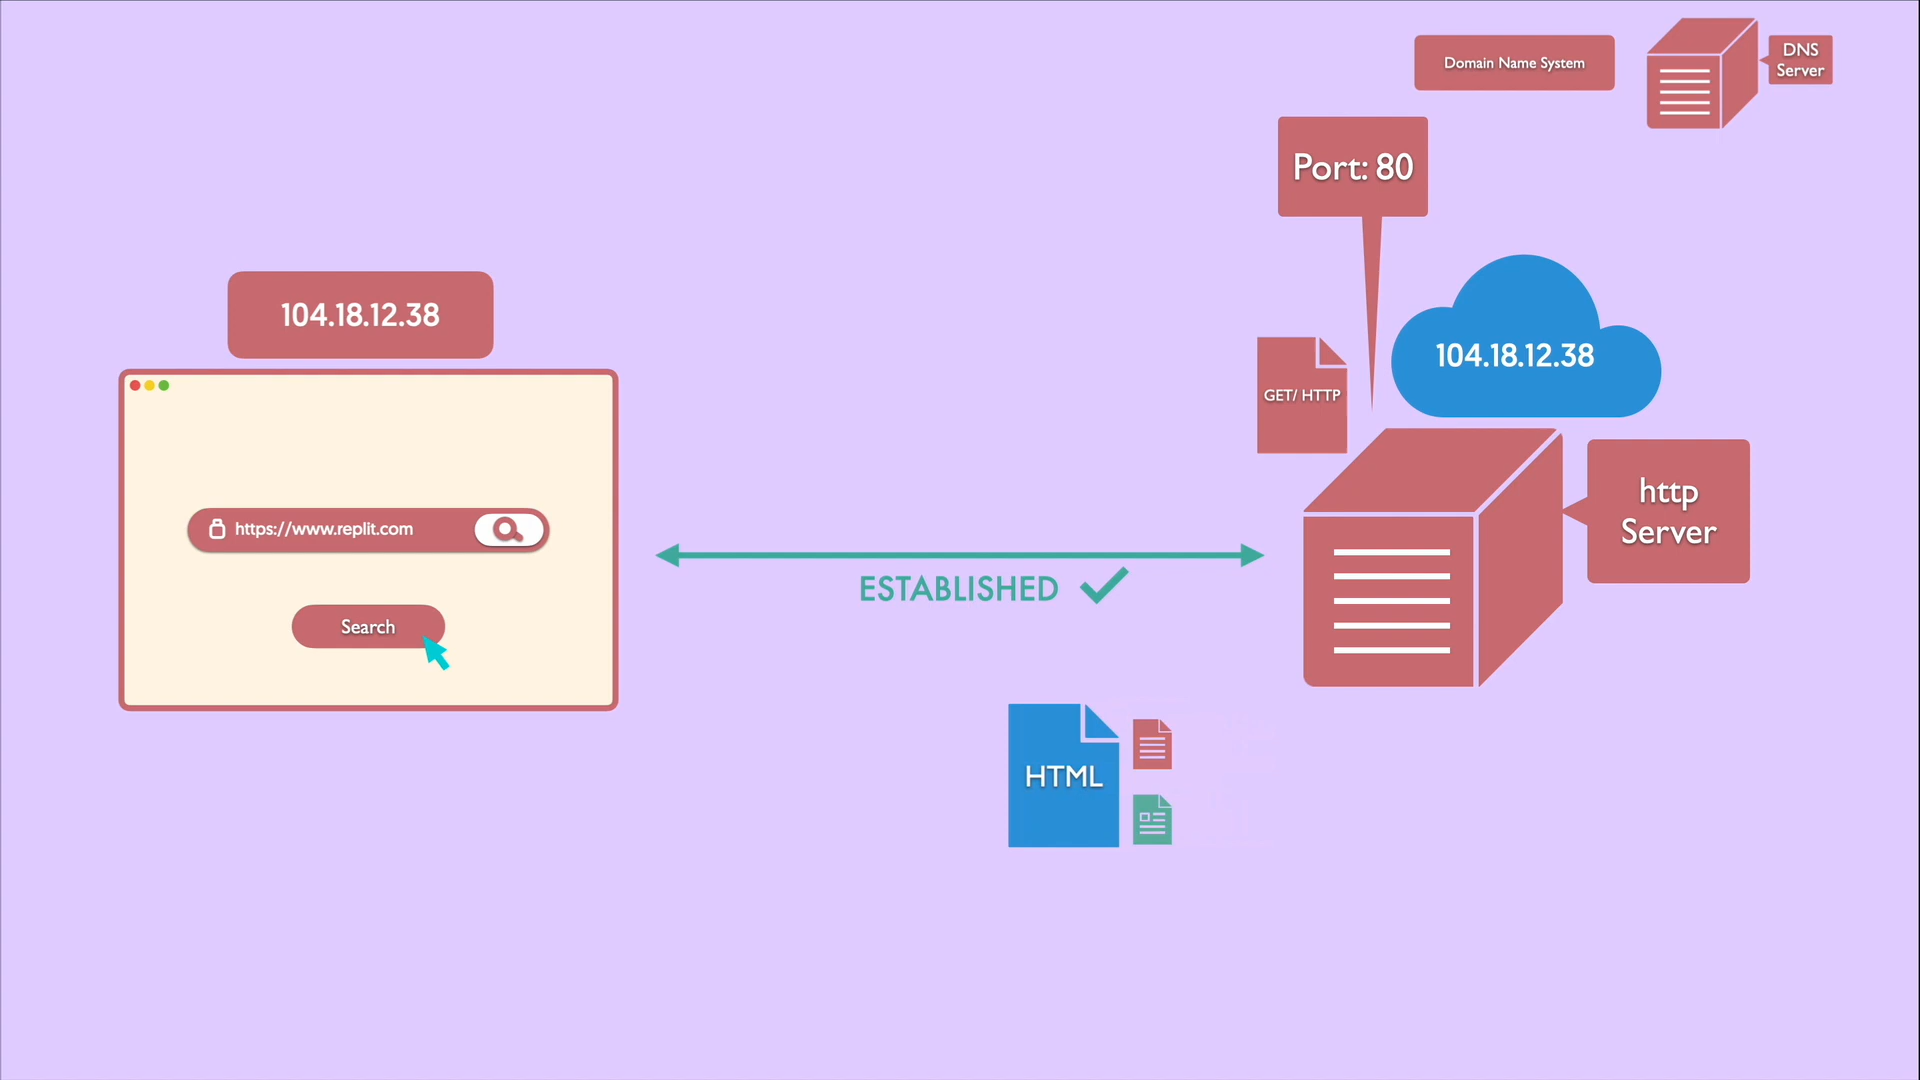 Domain Name System
DNS
Server
Port: 80
104.18.12.38
104.18.12.38
GET/ HTTP
http
Server
https://www.replit.com
ESTABLISHED
Search
HTML